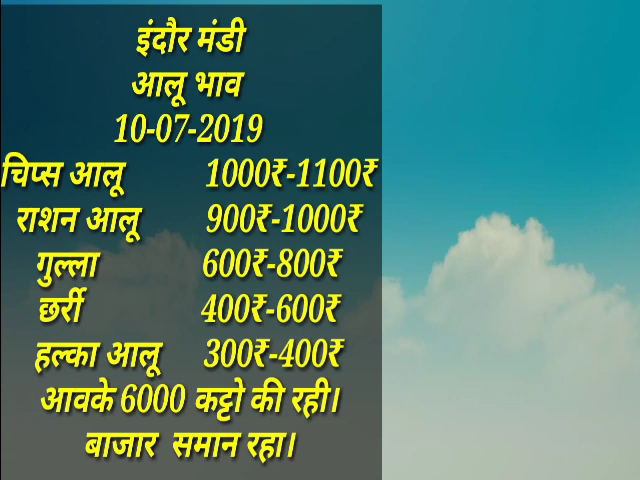 इंदौर मंडी
आलू भाव
10-07-2019
चिप्स आलू 1000₹-1100₹
राशन आलू 900₹-1000₹
गुल्ला 600₹-800₹
छर्री 400₹-600₹
हल्का आलू 300₹-400₹
आवके 6000 कट्टो की रही।
बाजार समान रहा।